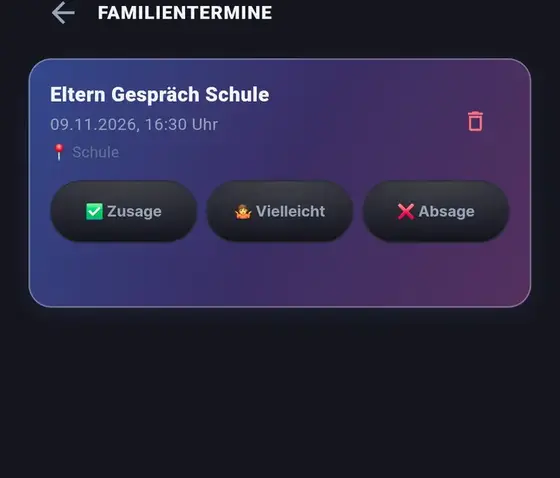 FAMILIENTERMINE
Eltern Gespräch Schule
09.11.2026, 16:30 Uhr
📍 Schule
✅ Zusage
🤷 Vielleicht
❌ Absage